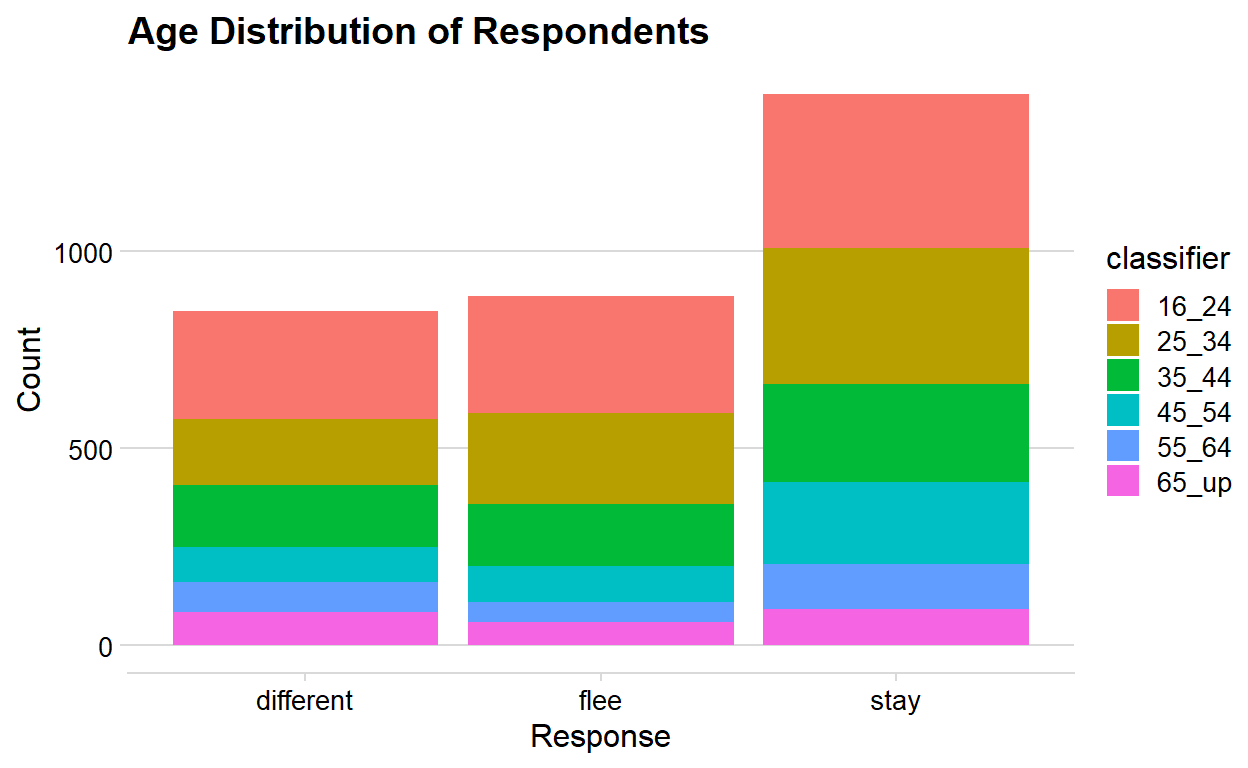 Age Distribution of Respondents
1000
500
0
Count
different
flee
stay
Response
classifier
16_24
25_34
35_44
45_54
55_64
65_up